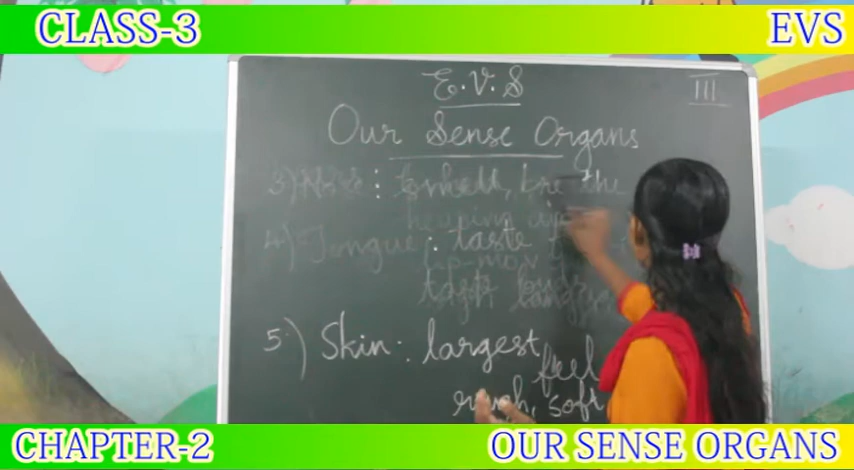 CLASS-3 EVS
E.V.S III
Our Sense Organs
3) : smell, breathe
4) Tongue : taste
5) Skin : largest
feel
rough, soft
CHAPTER-2 OUR SENSE ORGANS